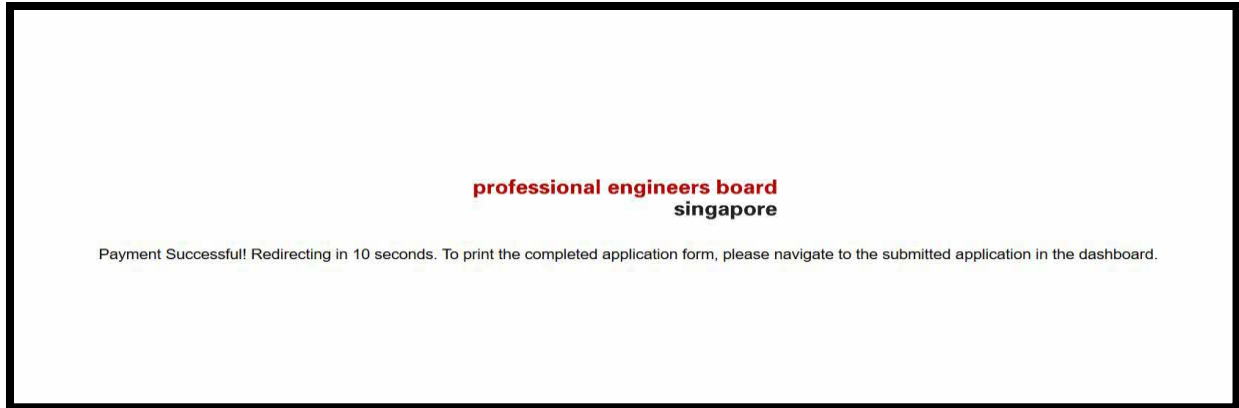 professional engineers board
singapore
Payment Successful! Redirecting in 10 seconds. To print the completed application form, please navigate to the submitted application in the dashboard.